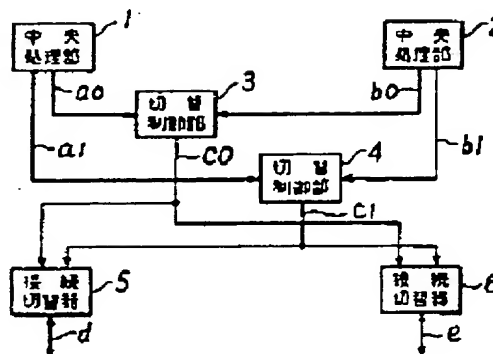 1
中央
処理部
2
中央
処理部
a0
3
切替
制御部
b0
a1
c0
4
切替
制御部
b1
c1
接続
切替器
5
接続
切替器
6
d
e